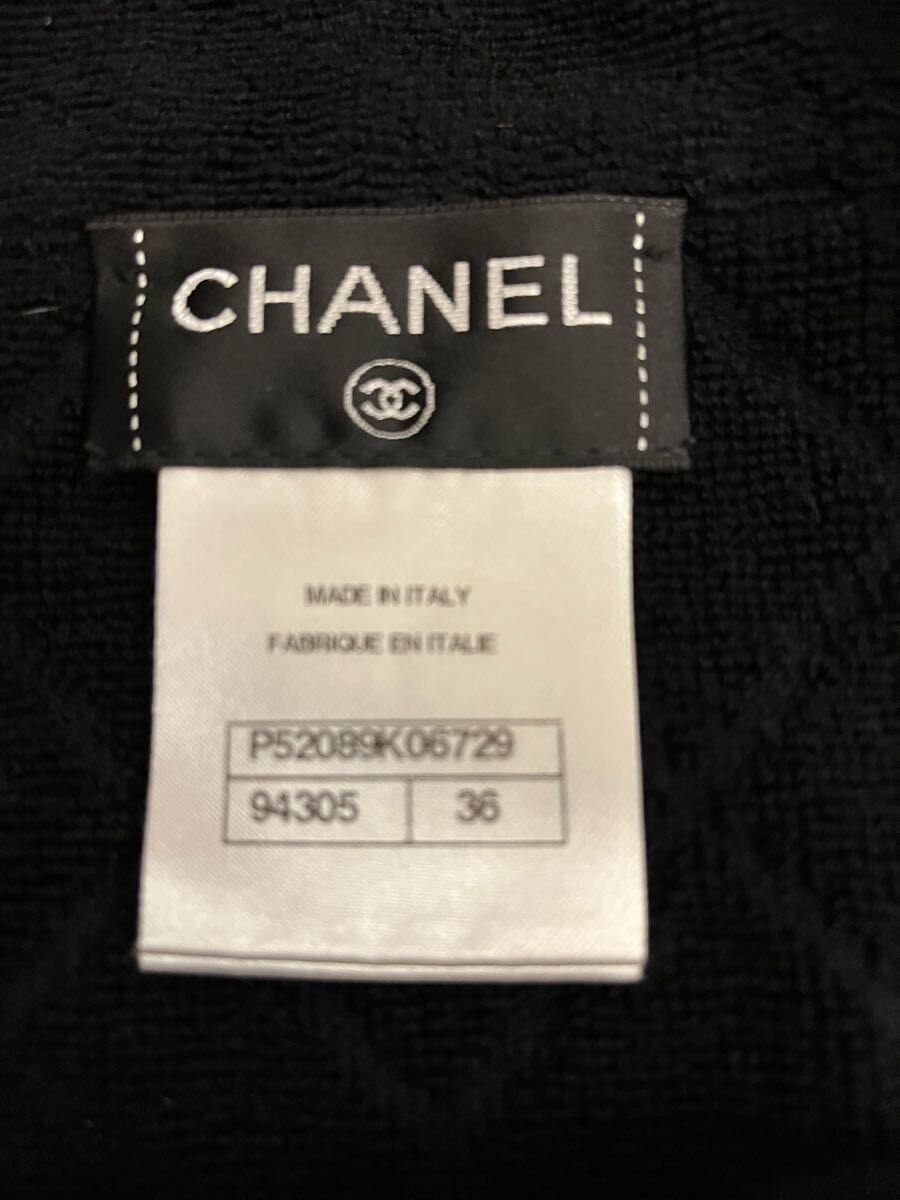 CHANEL
MADE IN ITALY
FABRIQUE EN ITALIE
P52089K06729
94305 36